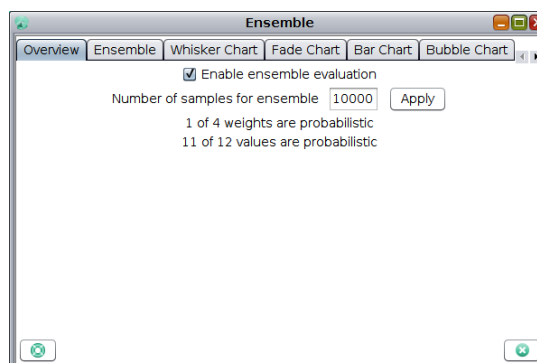 Ensemble
Overview Ensemble Whisker Chart Fade Chart Bar Chart Bubble Chart
Enable ensemble evaluation
Number of samples for ensemble 10000 Apply
1 of 4 weights are probabilistic
11 of 12 values are probabilistic